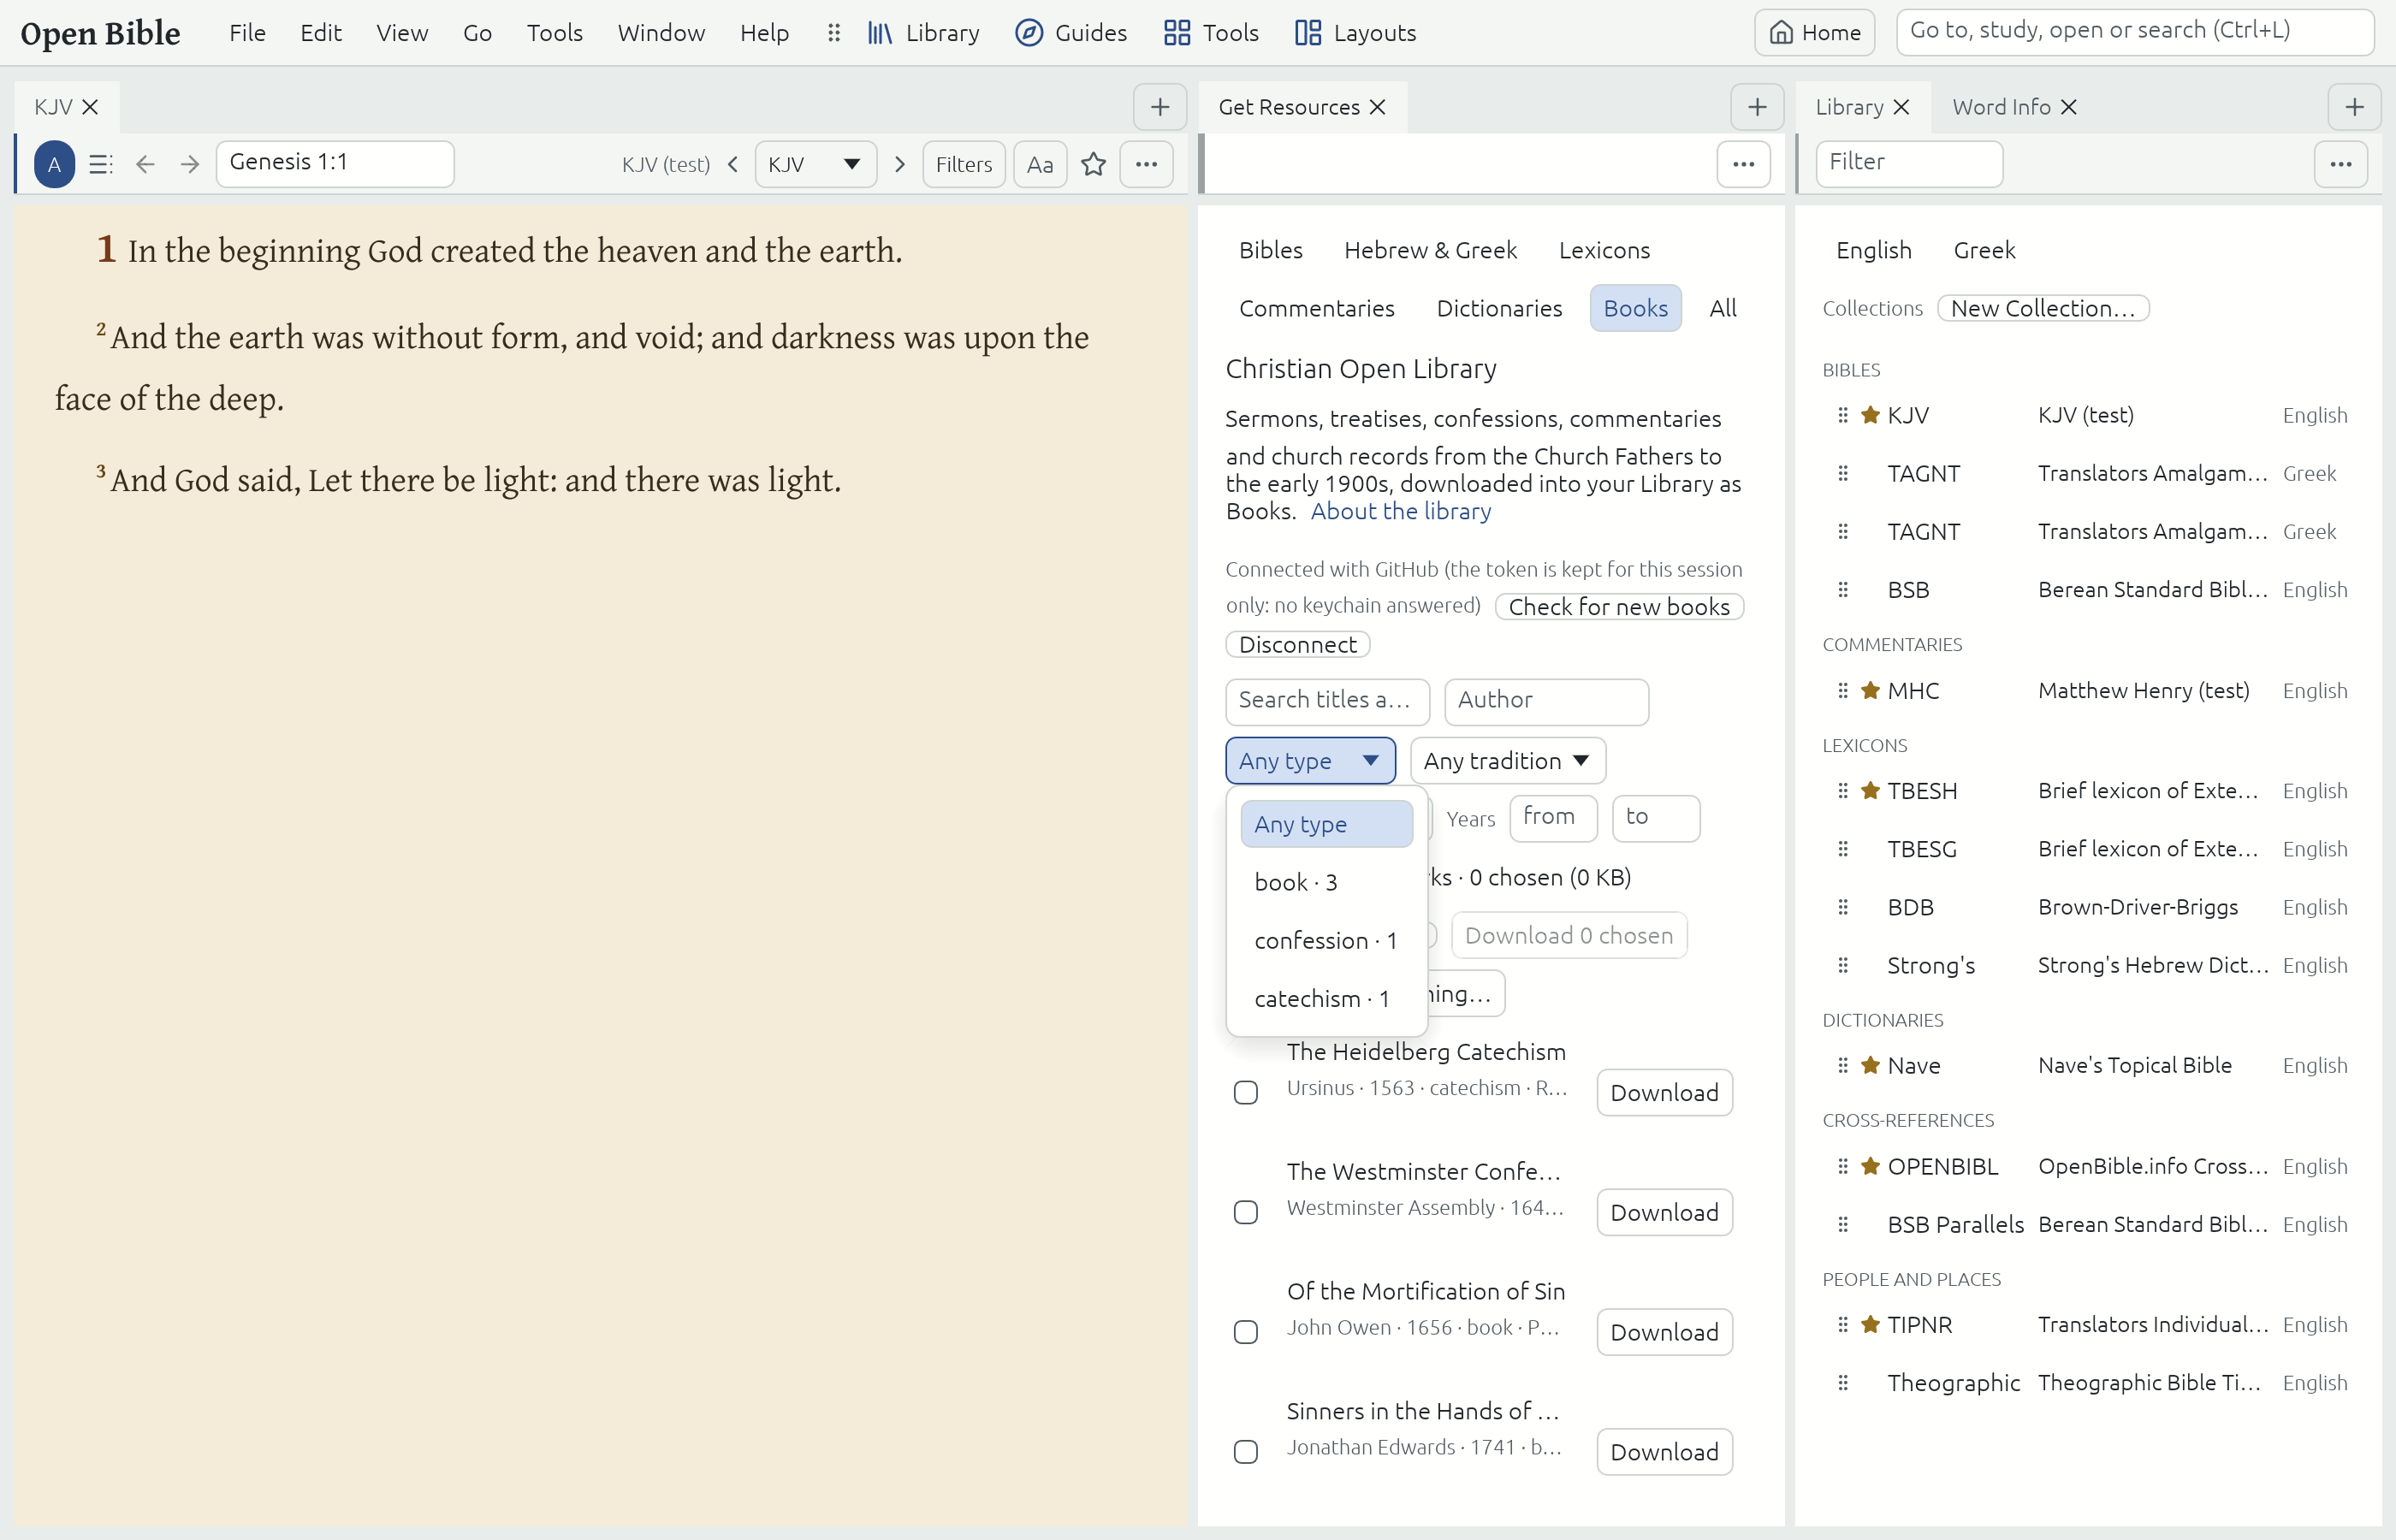 Open Bible File Edit View Go Tools Window Help Library Guides Tools Layouts Home Go to, study, open or search (Ctrl+L)
KJV
A Genesis 1:1 KJV (test) KJV Filters Aa
1 In the beginning God created the heaven and the earth.
2 And the earth was without form, and void; and darkness was upon the
face of the deep.
3 And God said, Let there be light: and there was light.
Get Resources
Bibles Hebrew & Greek Lexicons
Commentaries Dictionaries Books All
Christian Open Library
Sermons, treatises, confessions, commentaries
and church records from the Church Fathers to
the early 1900s, downloaded into your Library as
Books. About the library
Connected with GitHub (the token is kept for this session
only: no keychain answered) Check for new books
Disconnect
Search titles a… Author
Any type Any tradition
Any type
book · 3
confession · 1
catechism · 1
Years from to
· 0 chosen (0 KB)
Download 0 chosen
The Heidelberg Catechism
Ursinus · 1563 · catechism · R…
Download
The Westminster Confe…
Westminster Assembly · 164…
Download
Of the Mortification of Sin
John Owen · 1656 · book · P…
Download
Sinners in the Hands of …
Jonathan Edwards · 1741 · b…
Download
Library Word Info
Filter
English Greek
Collections New Collection…
BIBLES
KJV KJV (test) English
TAGNT Translators Amalgam… Greek
TAGNT Translators Amalgam… Greek
BSB Berean Standard Bibl… English
COMMENTARIES
MHC Matthew Henry (test) English
LEXICONS
TBESH Brief lexicon of Exte… English
TBESG Brief lexicon of Exte… English
BDB Brown-Driver-Briggs English
Strong's Strong's Hebrew Dict… English
DICTIONARIES
Nave Nave's Topical Bible English
CROSS-REFERENCES
OPENBIBL OpenBible.info Cross… English
BSB Parallels Berean Standard Bibl… English
PEOPLE AND PLACES
TIPNR Translators Individual… English
Theographic Theographic Bible Ti… English